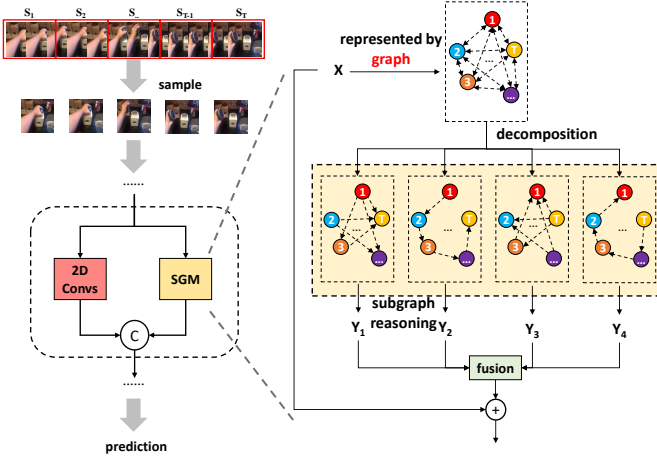 S1 S2 S... ST-1 ST
sample
......
2D
Convs
SGM
C
......
prediction
represented by
graph
X
1
2
T
3
...
decomposition
1
2
T
3
...
1
2
...
T
3
...
1
2
T
3
...
1
2
...
T
3
...
subgraph
reasoning
Y1 Y2 Y3 Y4
fusion
+